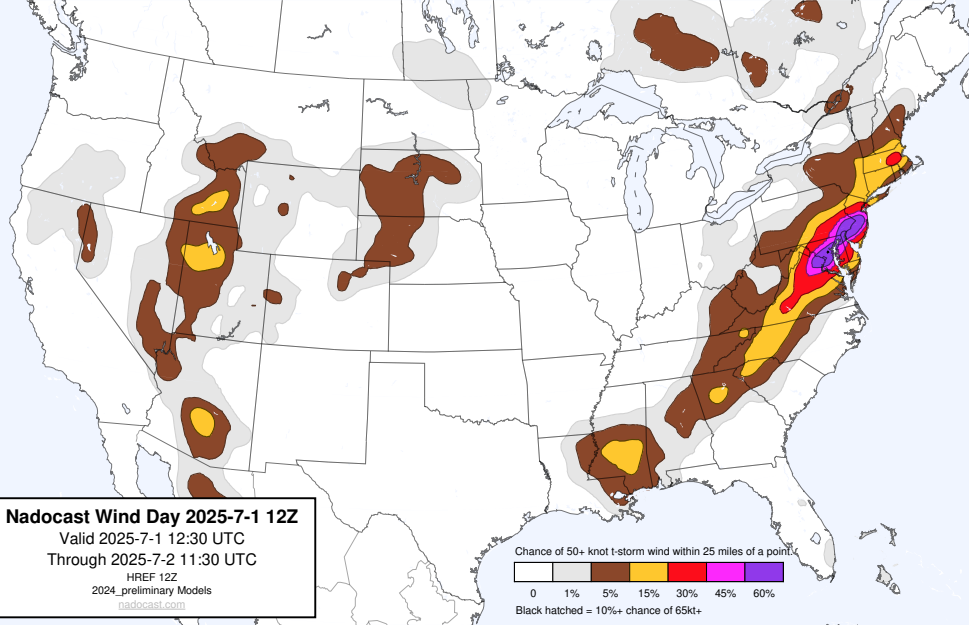 Nadocast Wind Day 2025-7-1 12Z
Valid 2025-7-1 12:30 UTC
Through 2025-7-2 11:30 UTC
HREF 12Z
2024_preliminary Models
nadocast.com
Chance of 50+ knot t-storm wind within 25 miles of a point.
0 1% 5% 15% 30% 45% 60%
Black hatched = 10%+ chance of 65kt+